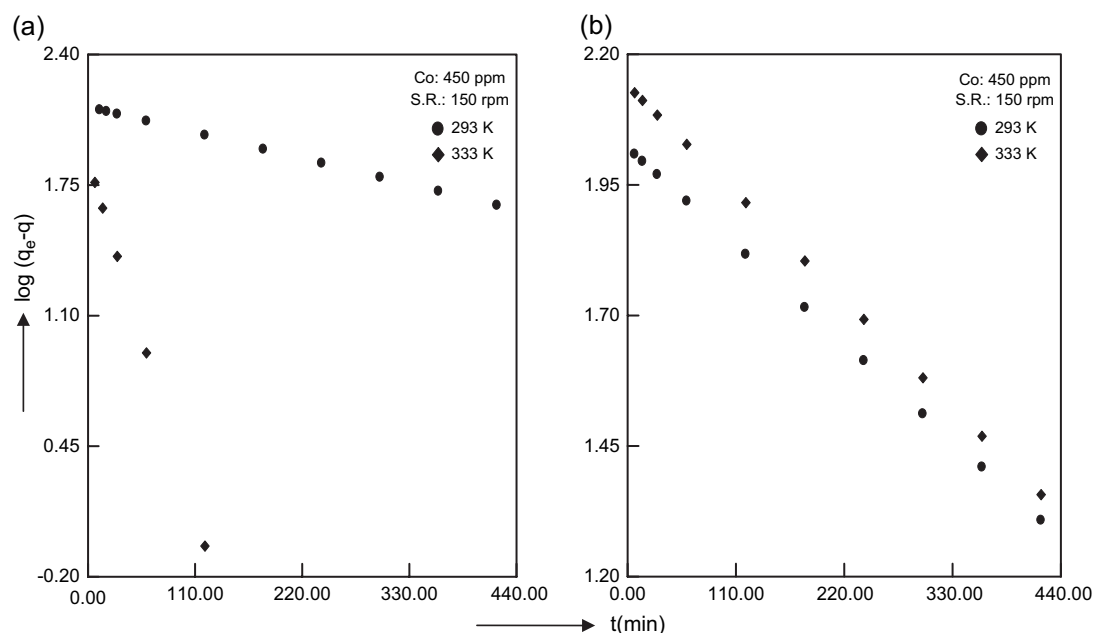 (a)
2.40
1.75
1.10
0.45
-0.20
0.00
110.00
220.00
330.00
440.00
log (qe-q)
Co: 450 ppm
S.R.: 150 rpm
293 K
333 K
(b)
2.20
1.95
1.70
1.45
1.20
0.00
110.00
220.00
330.00
440.00
Co: 450 ppm
S.R.: 150 rpm
293 K
333 K
t(min)